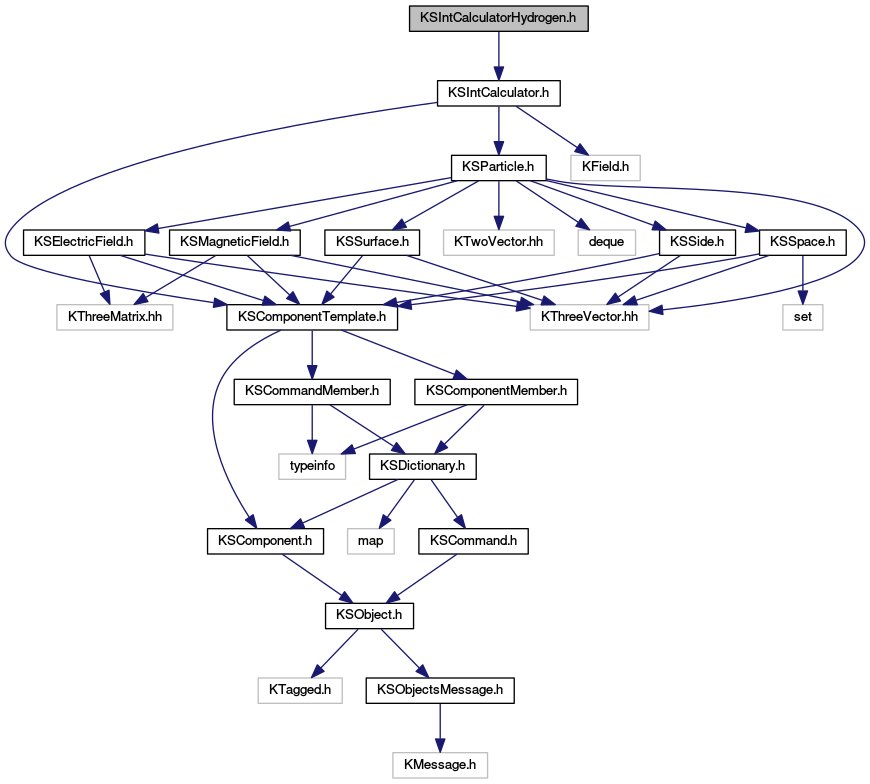 KSIntCalculatorHydrogen.h
KSIntCalculator.h
KSParticle.h
KField.h
KSElectricField.h
KSMagneticField.h
KSSurface.h
KTwoVector.hh
deque
KSSide.h
KSSpace.h
KThreeMatrix.hh
KSComponentTemplate.h
KThreeVector.hh
set
KSCommandMember.h
KSComponentMember.h
typeinfo
KSDictionary.h
KSComponent.h
map
KSCommand.h
KSObject.h
KTagged.h
KSObjectsMessage.h
KMessage.h